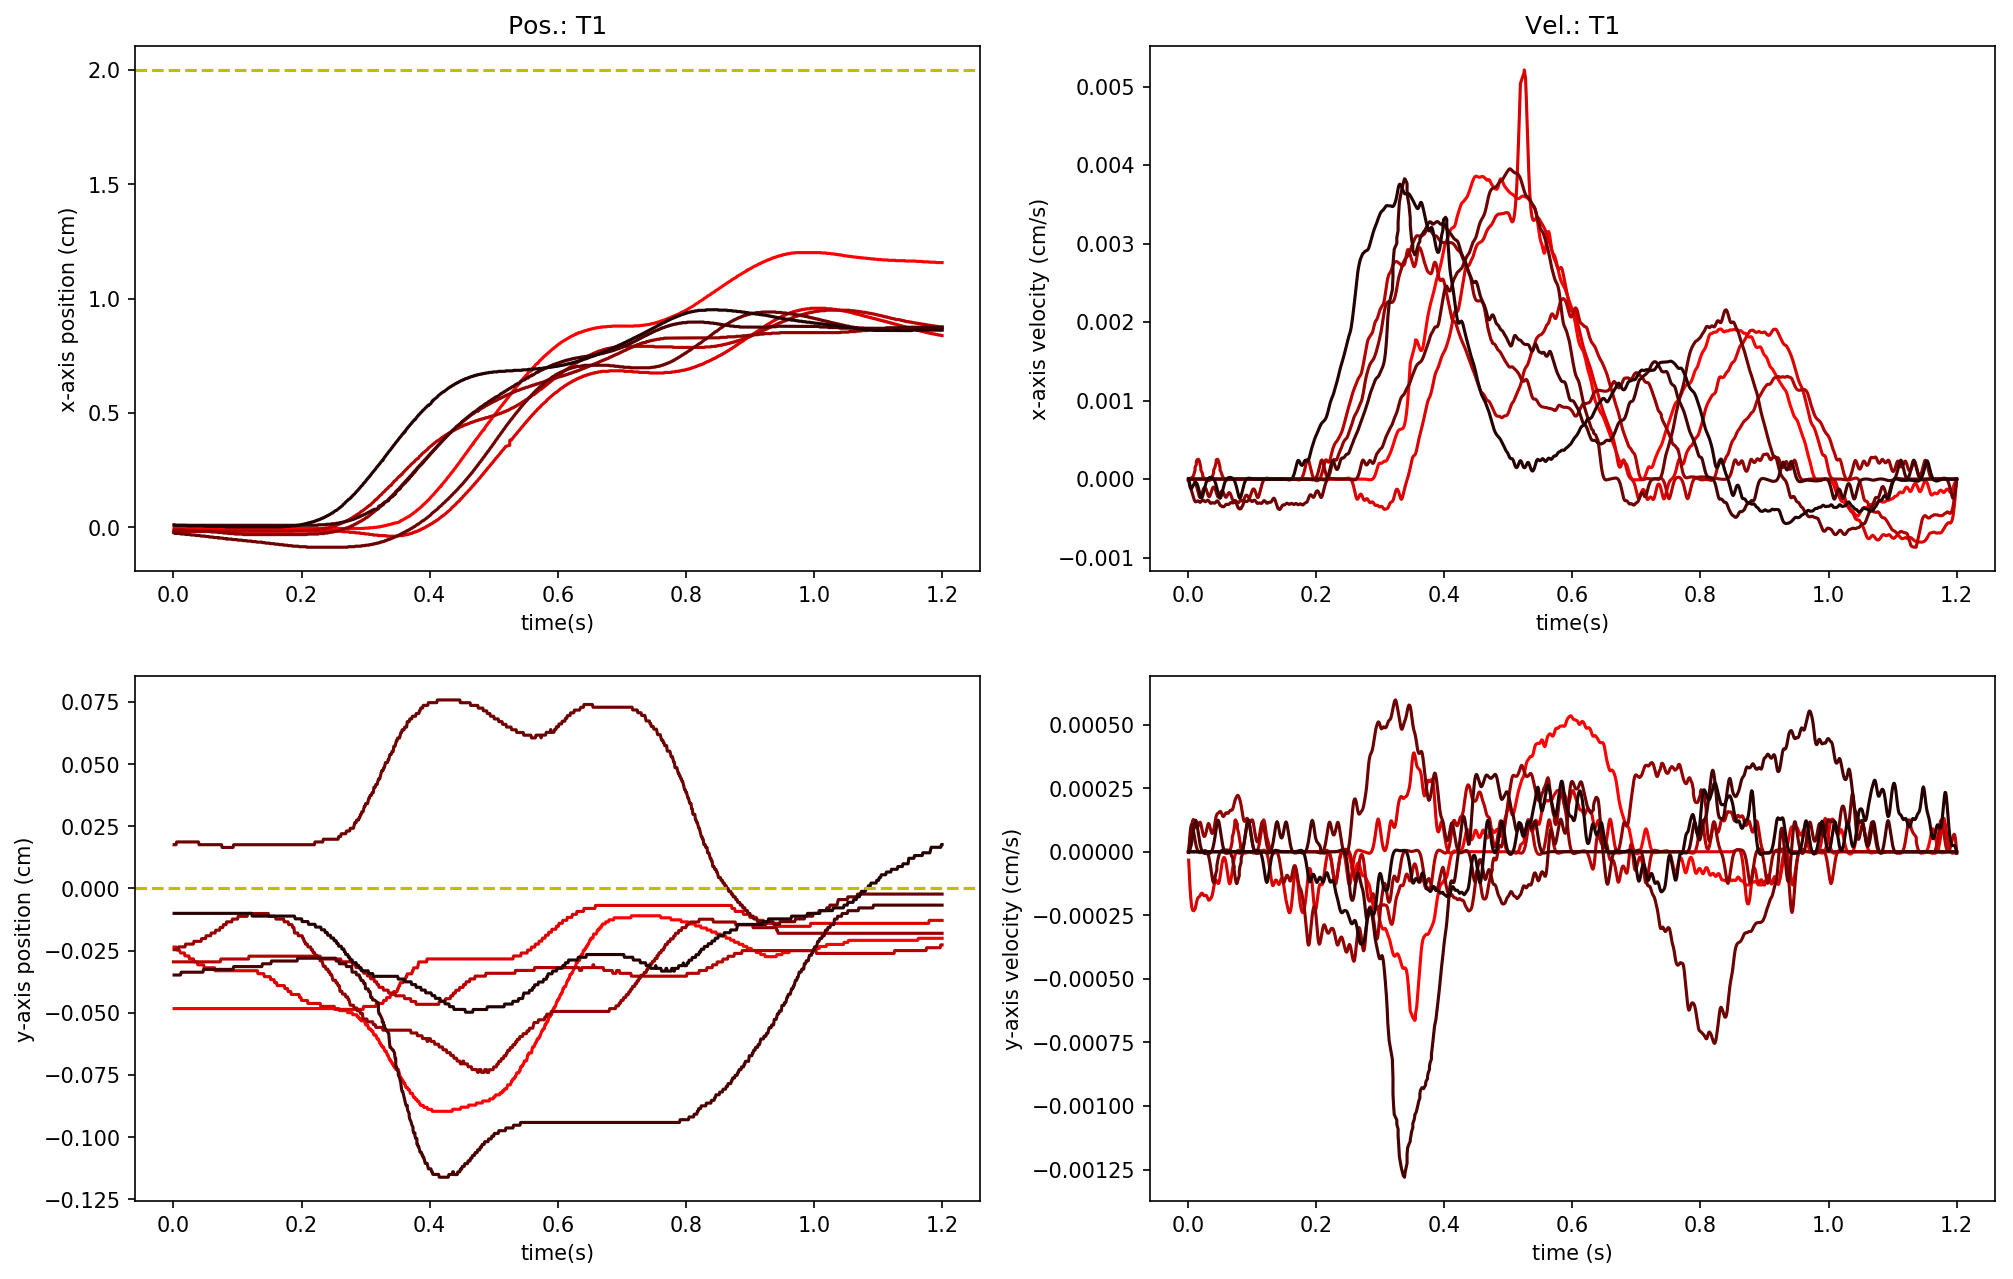 Pos.: T1
x-axis position (cm)
2.0
1.5
1.0
0.5
0.0
0.0 0.2 0.4 0.6 0.8 1.0 1.2
time(s)
Vel.: T1
x-axis velocity (cm/s)
0.005
0.004
0.003
0.002
0.001
0.000
−0.001
0.0 0.2 0.4 0.6 0.8 1.0 1.2
time(s)
y-axis position (cm)
0.075
0.050
0.025
0.000
−0.025
−0.050
−0.075
−0.100
−0.125
0.0 0.2 0.4 0.6 0.8 1.0 1.2
time(s)
y-axis velocity (cm/s)
0.00050
0.00025
0.00000
−0.00025
−0.00050
−0.00075
−0.00100
−0.00125
0.0 0.2 0.4 0.6 0.8 1.0 1.2
time (s)